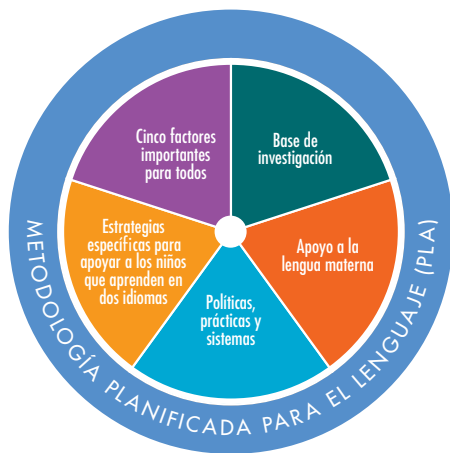 Cinco factores
importantes
para todos
Base de
investigación
Estrategias
específicas para
apoyar a los niños
que aprenden en
dos idiomas
Apoyo a la
lengua materna
Políticas,
prácticas y
sistemas
METODOLOGÍA PLANIFICADA PARA EL LENGUAJE (PLA)